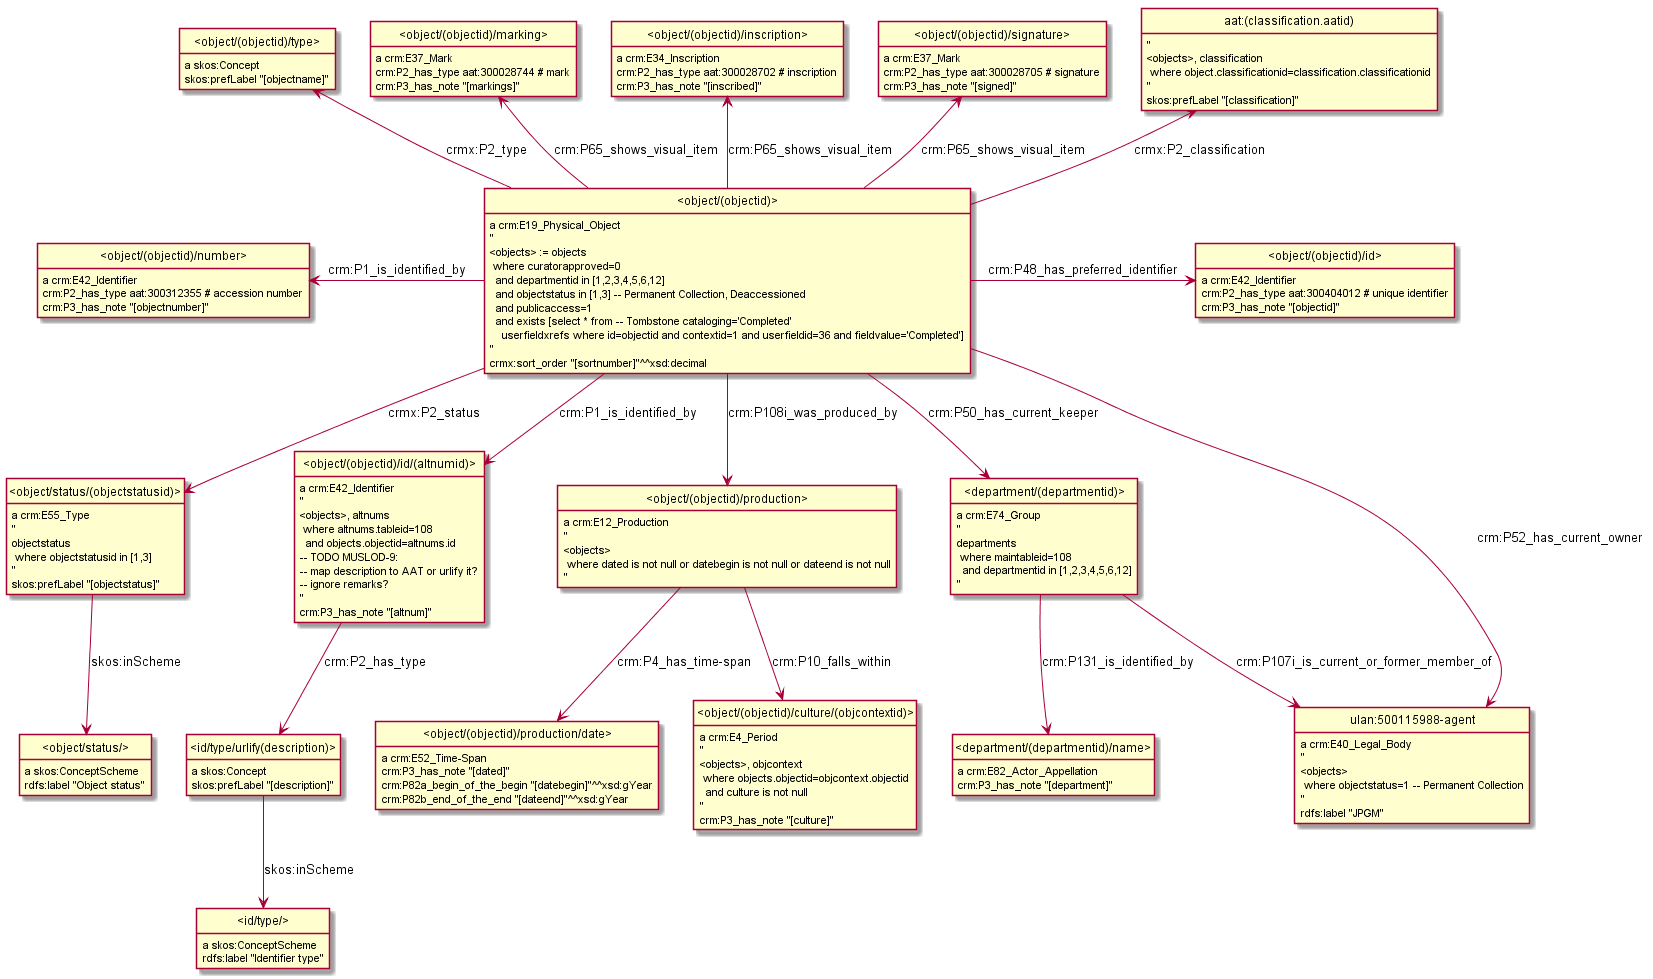 <object/(objectid)/type>
a skos:Concept
skos:prefLabel "[objectname]"
<object/(objectid)/marking>
a crm:E37_Mark
crm:P2_has_type aat:300028744 # mark
crm:P3_has_note "[markings]"
<object/(objectid)/inscription>
a crm:E34_Inscription
crm:P2_has_type aat:300028702 # inscription
crm:P3_has_note "[inscribed]"
<object/(objectid)/signature>
a crm:E37_Mark
crm:P2_has_type aat:300028705 # signature
crm:P3_has_note "[signed]"
aat:(classification.aatid)
"
<objects>, classification
where object.classificationid=classification.classificationid
"
skos:prefLabel "[classification]"
crmx:P2_type
crm:P65_shows_visual_item
crm:P65_shows_visual_item
crm:P65_shows_visual_item
crmx:P2_classification
<object/(objectid)>
a crm:E19_Physical_Object
"
<objects> := objects
where curatorapproved=0
and departmentid in [1,2,3,4,5,6,12]
and objectstatus in [1,3] -- Permanent Collection, Deaccessioned
and publicaccess=1
and exists [select * from -- Tombstone cataloging='Completed'
userfieldxrefs where id=objectid and contextid=1 and userfieldid=36 and fieldvalue='Completed']
"
crmx:sort_order "[sortnumber]"^^xsd:decimal
<object/(objectid)/number>
a crm:E42_Identifier
crm:P2_has_type aat:300312355 # accession number
crm:P3_has_note "[objectnumber]"
crm:P1_is_identified_by
crm:P48_has_preferred_identifier
<object/(objectid)/id>
a crm:E42_Identifier
crm:P2_has_type aat:300404012 # unique identifier
crm:P3_has_note "[objectid]"
crmx:P2_status
crm:P1_is_identified_by
crm:P108i_was_produced_by
crm:P50_has_current_keeper
crm:P52_has_current_owner
<object/status/(objectstatusid)>
a crm:E55_Type
"
objectstatus
where objectstatusid in [1,3]
"
skos:prefLabel "[objectstatus]"
<object/(objectid)/id/(altnumid)>
a crm:E42_Identifier
"
<objects>, altnums
where altnums.tableid=108
and objects.objectid=altnums.id
-- TODO MUSLOD-9:
-- map description to AAT or urlify it?
-- ignore remarks?
"
crm:P3_has_note "[altnum]"
<object/(objectid)/production>
a crm:E12_Production
"
<objects>
where dated is not null or datebegin is not null or dateend is not null
"
<department/(departmentid)>
a crm:E74_Group
"
departments
where maintableid=108
and departmentid in [1,2,3,4,5,6,12]
"
skos:inScheme
crm:P2_has_type
crm:P4_has_time-span
crm:P10_falls_within
crm:P131_is_identified_by
crm:P107i_is_current_or_former_member_of
<object/status/>
a skos:ConceptScheme
rdfs:label "Object status"
<id/type/urlify(description)>
a skos:Concept
skos:prefLabel "[description]"
<object/(objectid)/production/date>
a crm:E52_Time-Span
crm:P3_has_note "[dated]"
crm:P82a_begin_of_the_begin "[datebegin]"^^xsd:gYear
crm:P82b_end_of_the_end "[dateend]"^^xsd:gYear
<object/(objectid)/culture/(objcontextid)>
a crm:E4_Period
"
<objects>, objcontext
where objects.objectid=objcontext.objectid
and culture is not null
"
crm:P3_has_note "[culture]"
<department/(departmentid)/name>
a crm:E82_Actor_Appellation
crm:P3_has_note "[department]"
ulan:500115988-agent
a crm:E40_Legal_Body
"
<objects>
where objectstatus=1 -- Permanent Collection
"
rdfs:label "JPGM"
skos:inScheme
<id/type/>
a skos:ConceptScheme
rdfs:label "Identifier type"